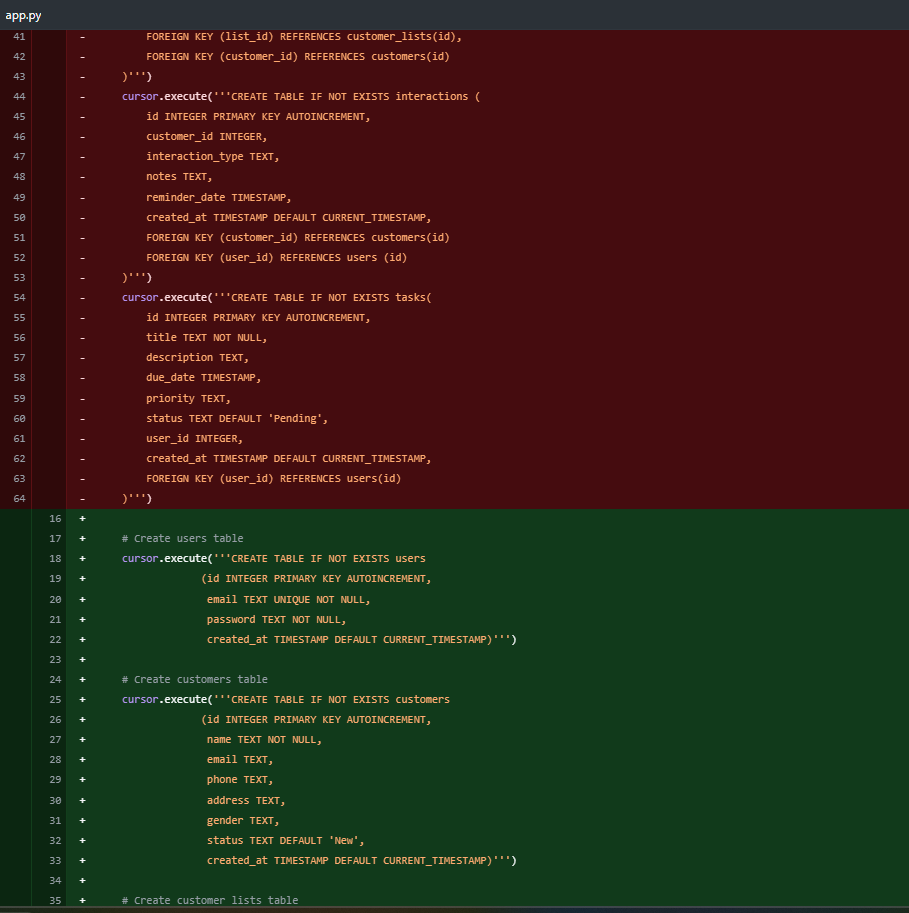 app.py
41 - FOREIGN KEY (list_id) REFERENCES customer_lists(id),
42 - FOREIGN KEY (customer_id) REFERENCES customers(id)
43 - )''')
44 - cursor.execute('''CREATE TABLE IF NOT EXISTS interactions (
45 - id INTEGER PRIMARY KEY AUTOINCREMENT,
46 - customer_id INTEGER,
47 - interaction_type TEXT,
48 - notes TEXT,
49 - reminder_date TIMESTAMP,
50 - created_at TIMESTAMP DEFAULT CURRENT_TIMESTAMP,
51 - FOREIGN KEY (customer_id) REFERENCES customers(id)
52 - FOREIGN KEY (user_id) REFERENCES users (id)
53 - )''')
54 - cursor.execute('''CREATE TABLE IF NOT EXISTS tasks(
55 - id INTEGER PRIMARY KEY AUTOINCREMENT,
56 - title TEXT NOT NULL,
57 - description TEXT,
58 - due_date TIMESTAMP,
59 - priority TEXT,
60 - status TEXT DEFAULT 'Pending',
61 - user_id INTEGER,
62 - created_at TIMESTAMP DEFAULT CURRENT_TIMESTAMP,
63 - FOREIGN KEY (user_id) REFERENCES users(id)
64 - )''')
16 +
17 + # Create users table
18 + cursor.execute('''CREATE TABLE IF NOT EXISTS users
19 + (id INTEGER PRIMARY KEY AUTOINCREMENT,
20 + email TEXT UNIQUE NOT NULL,
21 + password TEXT NOT NULL,
22 + created_at TIMESTAMP DEFAULT CURRENT_TIMESTAMP)''')
23 +
24 + # Create customers table
25 + cursor.execute('''CREATE TABLE IF NOT EXISTS customers
26 + (id INTEGER PRIMARY KEY AUTOINCREMENT,
27 + name TEXT NOT NULL,
28 + email TEXT,
29 + phone TEXT,
30 + address TEXT,
31 + gender TEXT,
32 + status TEXT DEFAULT 'New',
33 + created_at TIMESTAMP DEFAULT CURRENT_TIMESTAMP)''')
34 +
35 + # Create customer lists table